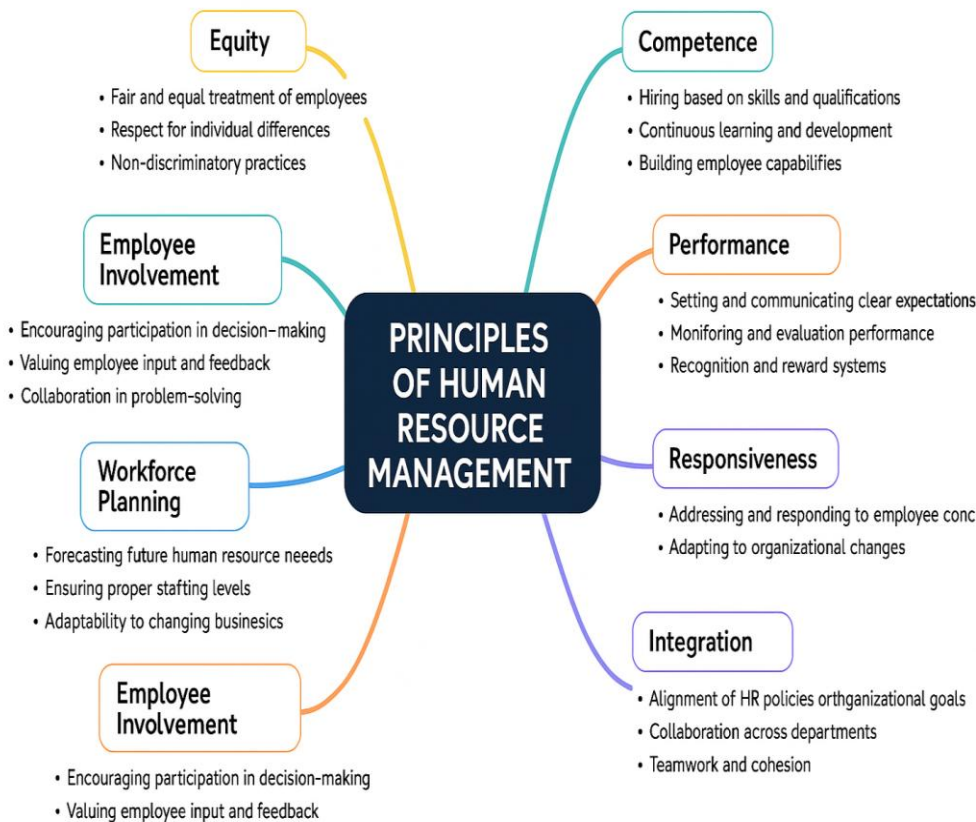 Equity
• Fair and equal treatment of employees
• Respect for individual differences
• Non-discriminatory practices
Employee
Involvement
• Encouraging participation in decision-making
• Valuing employee input and feedback
• Collaboration in problem-solving
Workforce
Planning
• Forecasting future human resource needs
• Ensuring proper stafting levels
• Adaptability to changing businesics
Employee
Involvement
• Encouraging participation in decision-making
• Valuing employee input and feedback
PRINCIPLES
OF HUMAN
RESOURCE
MANAGEMENT
Competence
• Hiring based on skills and qualifications
• Continuous learning and development
• Building employee capabilifies
Performance
• Setting and communicating clear expectations
• Moniforing and evaluation performance
• Recognition and reward systems
Responsiveness
• Addressing and responding to employee conc
• Adapting to organizational changes
Integration
• Alignment of HR policies orthganizational goals
• Collaboration across departments
• Teamwork and cohesion